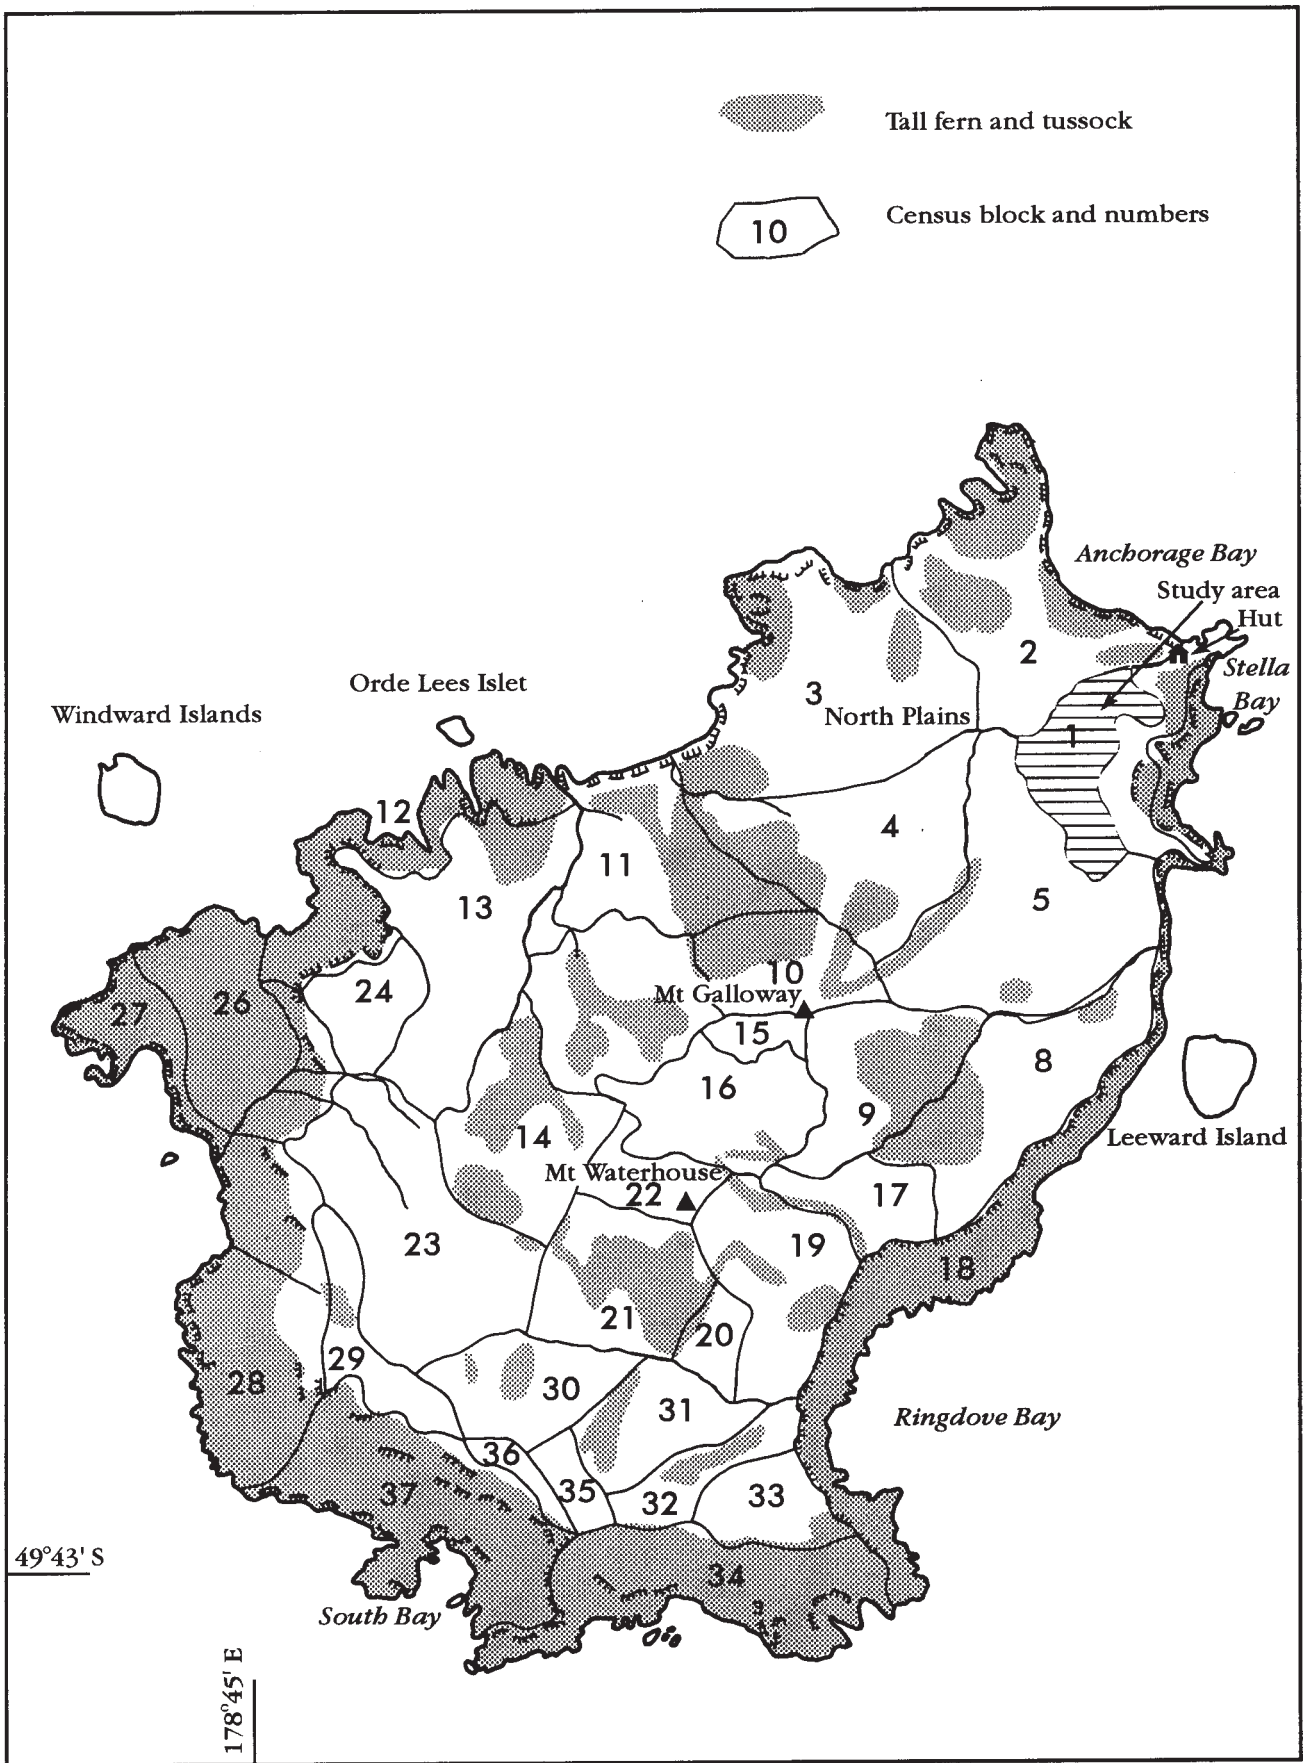 Tall fern and tussock
10
Census block and numbers
Anchorage Bay
Study area
Hut
2
Stella
Bay
Orde Lees Islet
3
Windward Islands
North Plains
1
12
4
11
13
5
10
24
Mt Galloway
26
27
15
8
16
9
14
Leeward Island
Mt Waterhouse
22
17
23
19
18
21
20
29
28
30
31
Ringdove Bay
36
37
35
32
33
49°43' S
34
South Bay
178°45' E